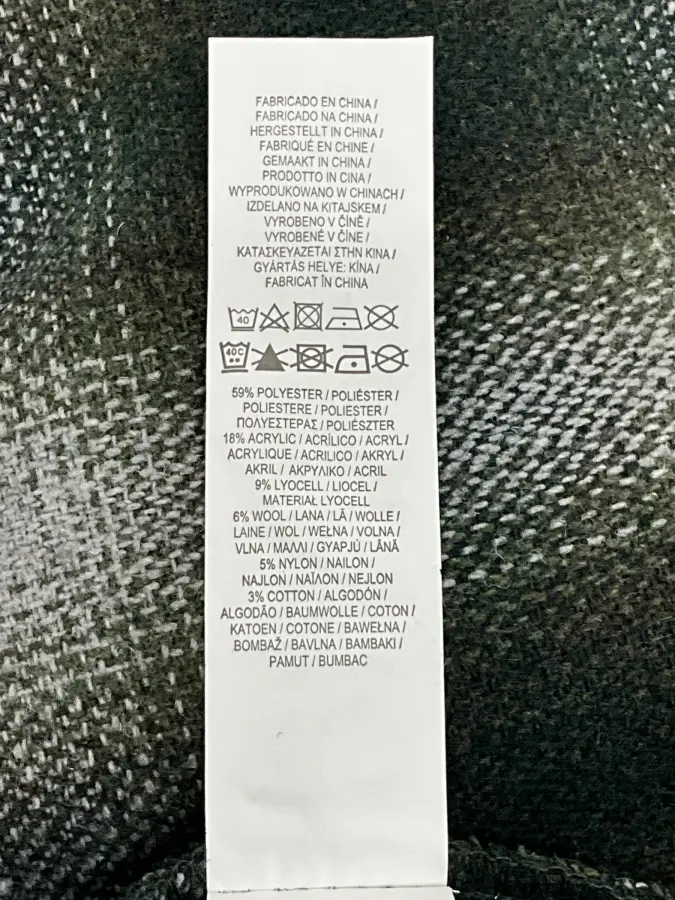 FABRICADO EN CHINA /
FABRICADO NA CHINA /
HERGESTELLT IN CHINA /
FABRIQUÉ EN CHINE /
GEMAAKT IN CHINA /
PRODOTTO IN CINA /
WYPRODUKOWANO W CHINACH /
IZDELANO NA KITAJSKEM /
VYROBENO V ČÍNĚ /
VYROBENÉ V ČÍNE /
ΚΑΤΑΣΚΕΥΑΖΕΤΑΙ ΣΤΗΝ ΚΙΝΑ /
GYÁRTÁS HELYE: KÍNA /
FABRICAT ÎN CHINA
40
40C
59% POLYESTER / POLIÉSTER /
POLIESTERE / POLIESTER /
ΠΟΛΥΕΣΤΕΡΑΣ / POLIÉSZTER
18% ACRYLIC / ACRÍLICO / ACRYL /
ACRYLIQUE / ACRILICO / AKRYL /
AKRIL / ΑΚΡΥΛΙΚΟ / ACRIL
9% LYOCELL / LIOCEL /
MATERIAŁ LYOCELL
6% WOOL / LANA / LÃ / WOLLE /
LAINE / WOL / WEŁNA / VOLNA /
VLNA / ΜΑΛΛΙ / GYAPJÚ / LÂNĂ
5% NYLON / NAILON /
NAJLON / ΝΑΪΛΟΝ / NEJLON
3% COTTON / ALGODÓN /
ALGODÃO / BAUMWOLLE / COTON /
KATOEN / COTONE / BAWEŁNA /
BOMBAŽ / BAVLNA / ΒΑΜΒΑΚΙ /
PAMUT / BUMBAC